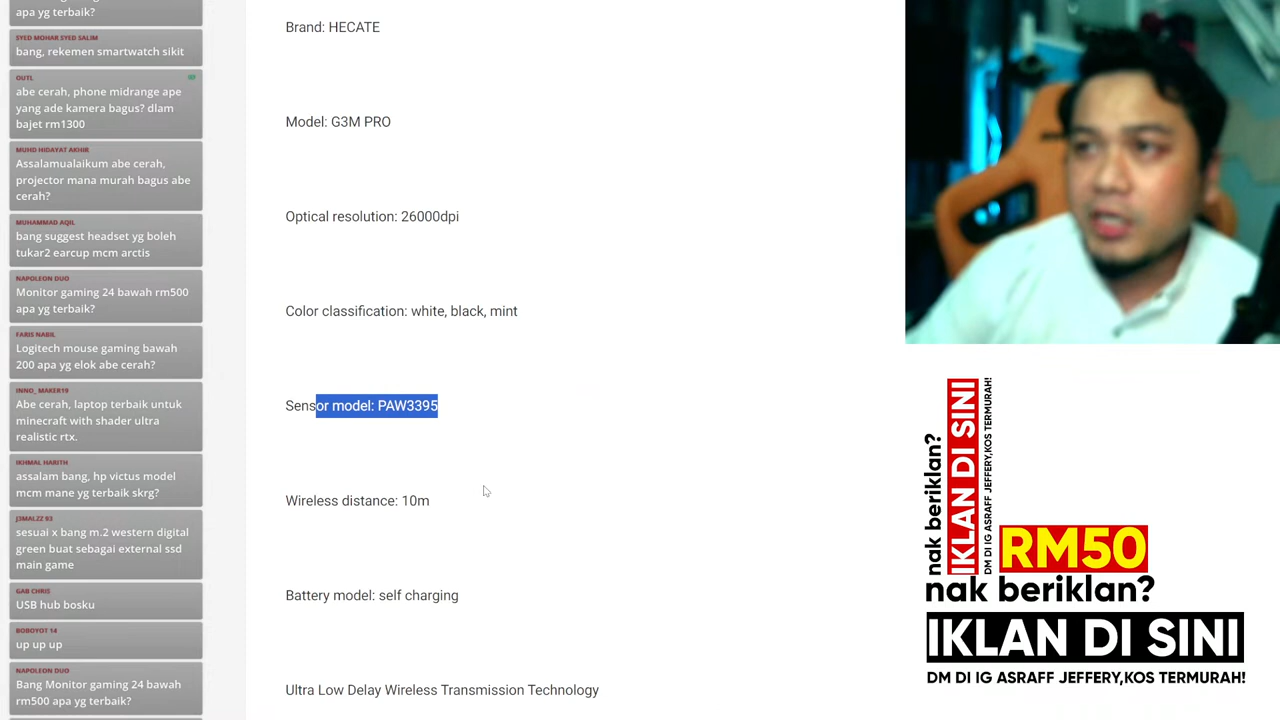 apa yg terbaik?
SYED MOHAR SYED SALIM
bang, rekemen smartwatch sikit
OUTL
abe cerah, phone midrange ape
yang ade kamera bagus? dlam
bajet rm1300
MUHD HIDAYAT AKHIR
Assalamualaikum abe cerah,
projector mana murah bagus abe
cerah?
MUHAMMAD AQIL
bang suggest headset yg boleh
tukar2 earcup mcm arctis
NAPOLEON DUO
Monitor gaming 24 bawah rm500
apa yg terbaik?
FARIS NABIL
Logitech mouse gaming bawah
200 apa yg elok abe cerah?
INNO_MAKER19
Abe cerah, laptop terbaik untuk
minecraft with shader ultra
realistic rtx.
IKHMAL HARITH
assalam bang, hp victus model
mcm mane yg terbaik skrg?
J3MALZZ 93
sesuai x bang m.2 western digital
green buat sebagai external ssd
main game
GAB CHRIS
USB hub bosku
BOBOYOT 14
up up up
NAPOLEON DUO
Bang Monitor gaming 24 bawah
rm500 apa yg terbaik?
Brand: HECATE
Model: G3M PRO
Optical resolution: 26000dpi
Color classification: white, black, mint
Sensor model: PAW3395
Wireless distance: 10m
Battery model: self charging
Ultra Low Delay Wireless Transmission Technology
nak beriklan?
IKLAN DI SINI
DM DI IG ASRAFF JEFFERY,KOS TERMURAH!
RM50
nak beriklan?
IKLAN DI SINI
DM DI IG ASRAFF JEFFERY,KOS TERMURAH!